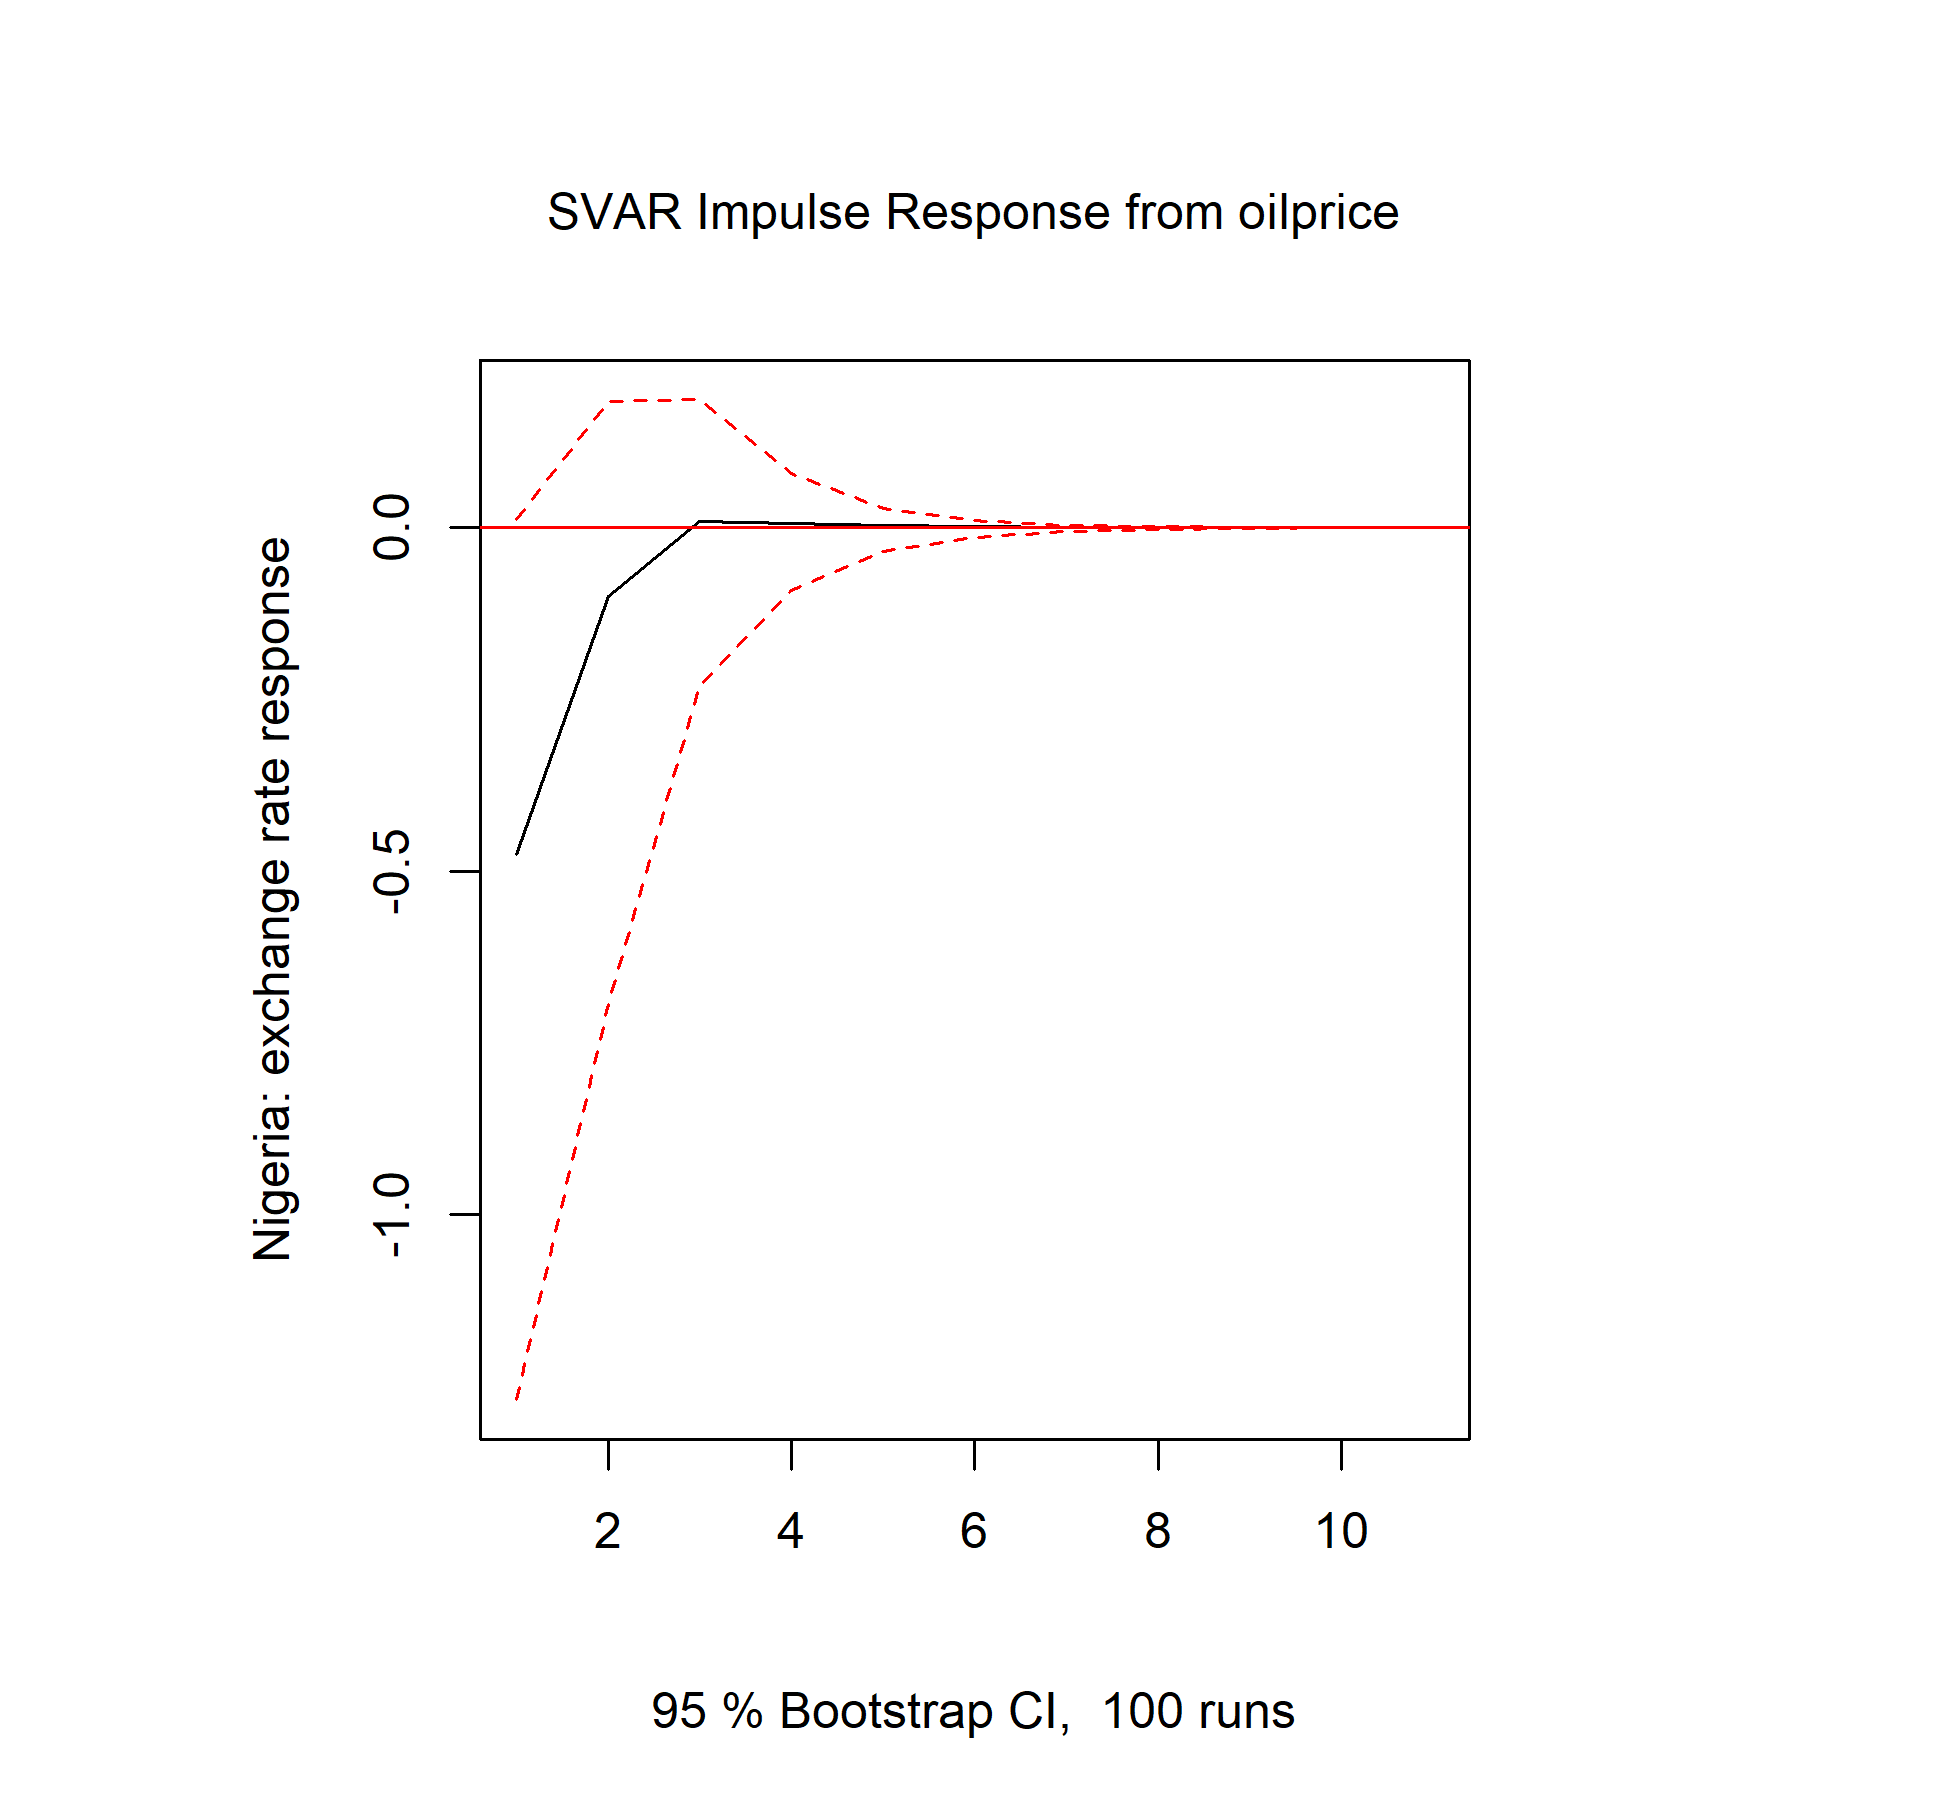 SVAR Impulse Response from oilprice
Nigeria: exchange rate response
0.0
-0.5
-1.0
2 4 6 8 10
95 % Bootstrap CI,  100 runs